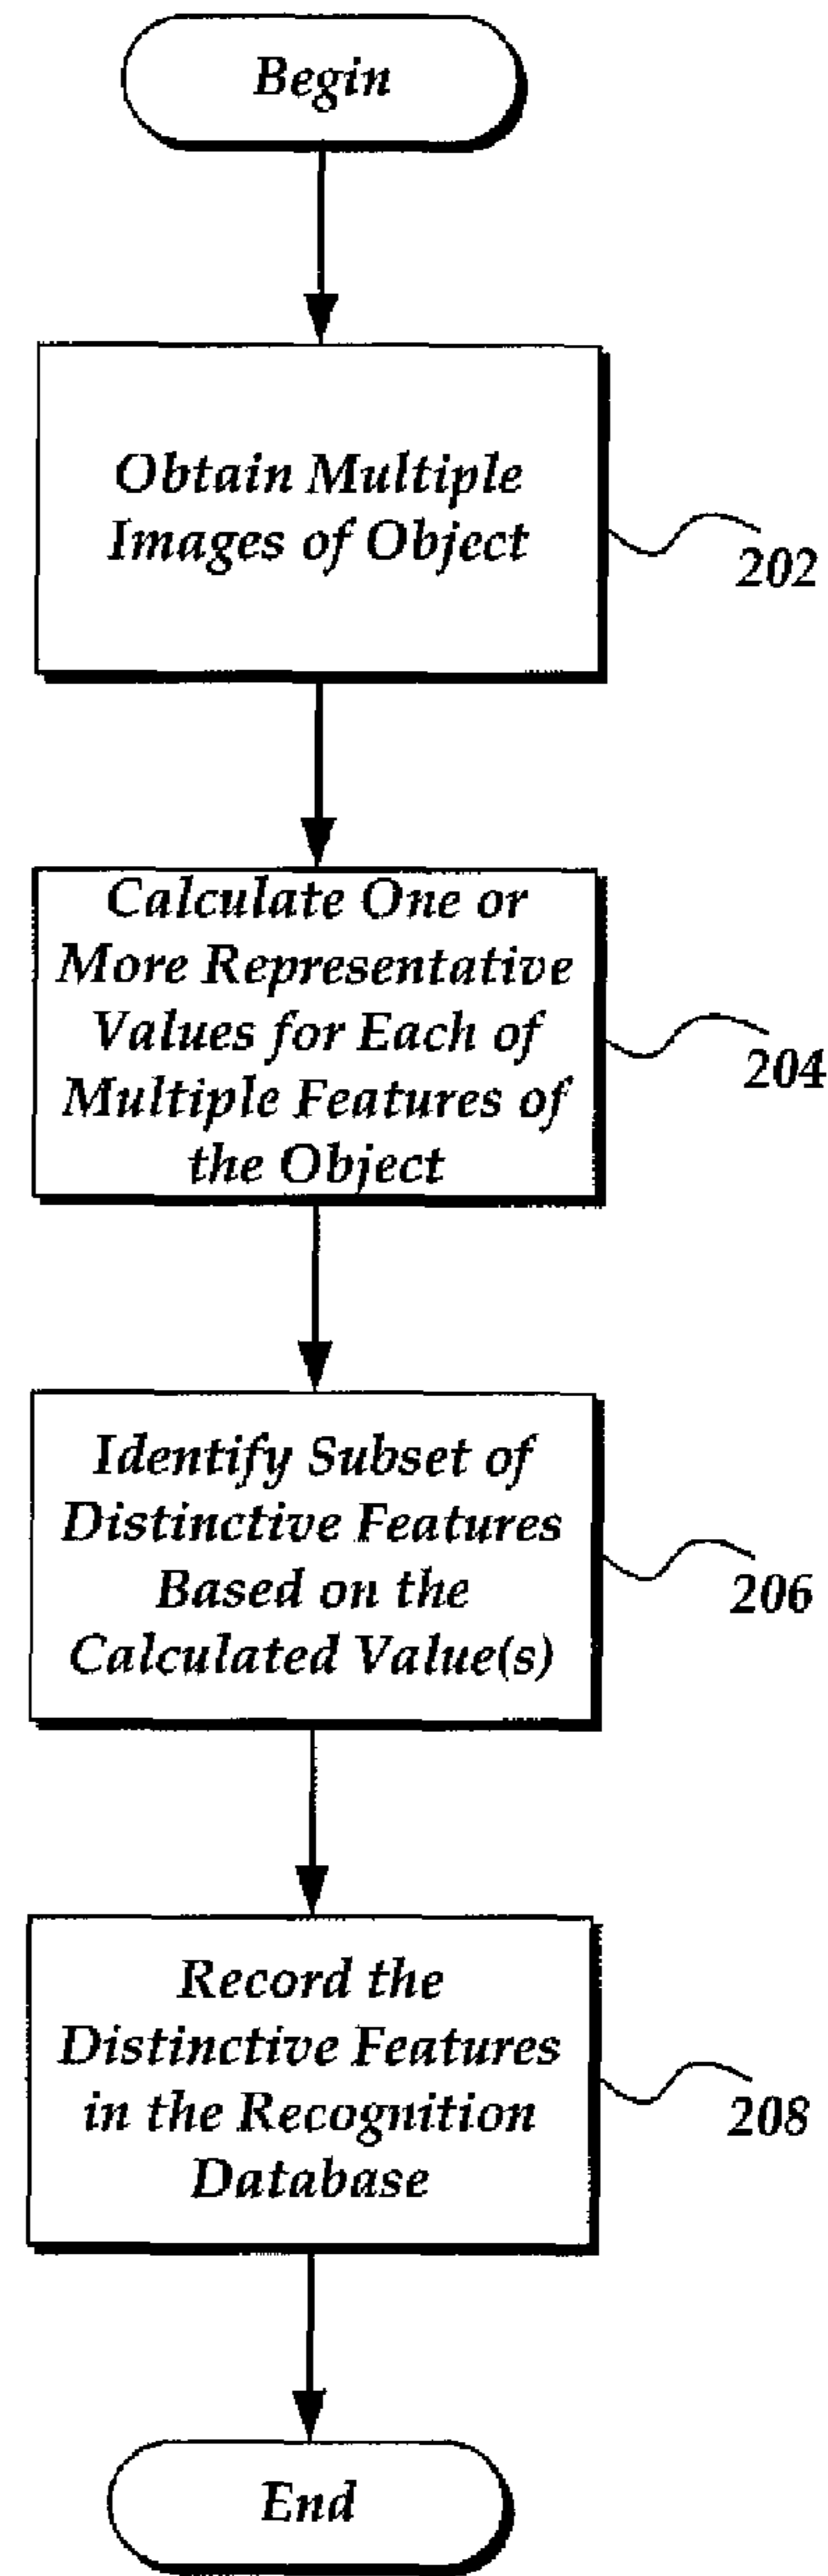 Begin
Obtain Multiple
Images of Object
202
Calculate One or
More Representative
Values for Each of
Multiple Features of
the Object
204
Identify Subset of
Distinctive Features
Based on the
Calculated Value(s)
206
Record the
Distinctive Features
in the Recognition
Database
208
End